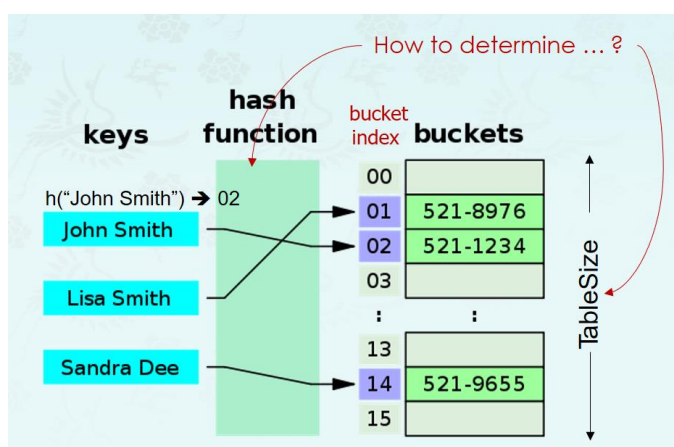 How to determine ... ?
hash
function
keys
bucket
index
buckets
h(“John Smith”) ➔ 02
John Smith
Lisa Smith
Sandra Dee
00
01 521-8976
02 521-1234
03
: :
13
14 521-9655
15
TableSize